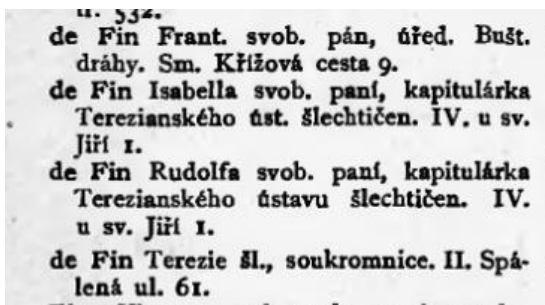 u. 532.
de Fin Frant. svob. pán, úřed. Bušt.
dráhy. Sm. Křížová cesta 9.
de Fin Isabella svob. paní, kapitulárka
Terezianského úst. šlechtičen. IV. u sv.
Jiří 1.
de Fin Rudolfa svob. paní, kapitulárka
Terezianského ústavu šlechtičen. IV.
u sv. Jiří 1.
de Fin Terezie šl., soukromnice. II. Spá-
lená ul. 61.